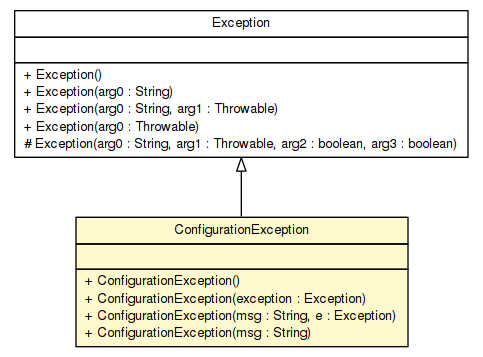 Exception
+ Exception()
+ Exception(arg0 : String)
+ Exception(arg0 : String, arg1 : Throwable)
+ Exception(arg0 : Throwable)
# Exception(arg0 : String, arg1 : Throwable, arg2 : boolean, arg3 : boolean)
ConfigurationException
+ ConfigurationException()
+ ConfigurationException(exception : Exception)
+ ConfigurationException(msg : String, e : Exception)
+ ConfigurationException(msg : String)